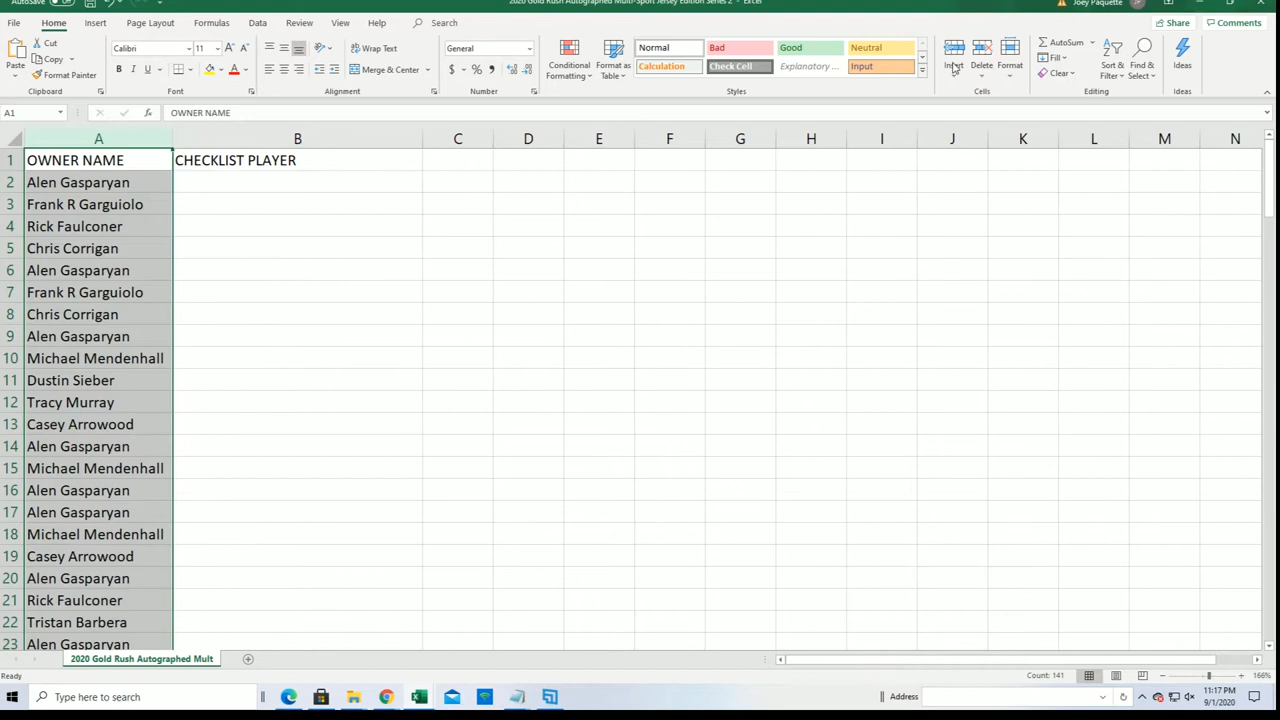 AutoSave
2020 Gold Rush Autographed Multi-Sport Jersey Edition Series 2 - Excel
Joey Paquette
JP
File Home Insert Page Layout Formulas Data Review View Help Search
Share Comments
Paste
Cut
Copy
Format Painter
Clipboard
Calibri 11
B I U
Font
Wrap Text
Merge & Center
Alignment
General
$ % ,
Number
Conditional Formatting
Format as Table
Normal Bad Good Neutral
Calculation Check Cell Explanatory ... Input
Styles
Insert Delete Format
Cells
AutoSum
Fill
Clear
Sort & Filter
Find & Select
Editing
Ideas
Ideas
A1 fx OWNER NAME
A B C D E F G H I J K L M N
1 OWNER NAME CHECKLIST PLAYER
2 Alen Gasparyan
3 Frank R Garguiolo
4 Rick Faulconer
5 Chris Corrigan
6 Alen Gasparyan
7 Frank R Garguiolo
8 Chris Corrigan
9 Alen Gasparyan
10 Michael Mendenhall
11 Dustin Sieber
12 Tracy Murray
13 Casey Arrowood
14 Alen Gasparyan
15 Michael Mendenhall
16 Alen Gasparyan
17 Alen Gasparyan
18 Michael Mendenhall
19 Casey Arrowood
20 Alen Gasparyan
21 Rick Faulconer
22 Tristan Barbera
23 Alen Gasparyan
2020 Gold Rush Autographed Mult
Ready
Count: 141
166%
Type here to search
Address
11:17 PM
9/1/2020